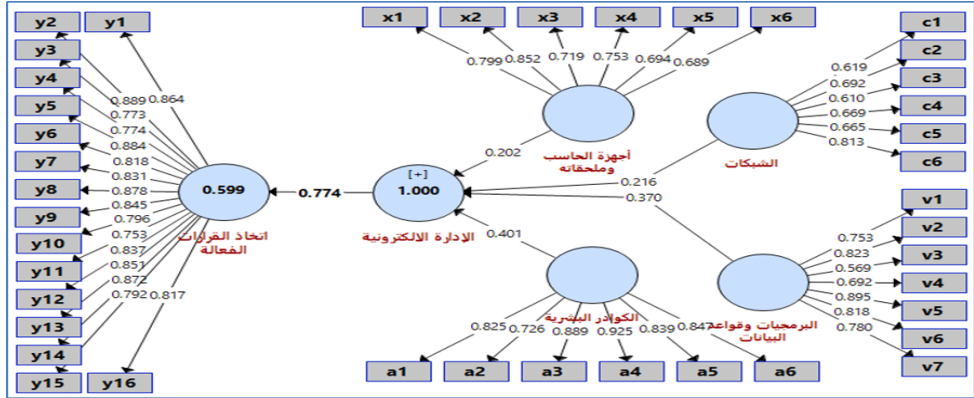 y2 y1 x1 x2 x3 x4 x5 x6 c1
y3 c2
y4 0.799 0.852 0.719 0.753 0.694 0.689 0.619 c3
0.889 0.864 0.692
y5 0.773 0.610 c4
0.774 0.669
y6 0.884 0.665 c5
0.818 أجهزة الحاسب 0.813
y7 0.831 0.202 وملحقاته الشبكات c6
0.878 [+]
y8 0.599 0.774 1.000 0.216 v1
0.845 0.370
y9 0.796 v2
0.753 اتخاذ القرارات الإدارة الالكترونية 0.401 0.753
y10 0.837 الفعالة 0.823 v3
y11 0.851 0.569
0.872 0.692 v4
y12 0.792 0.817 0.895
الكوادر البشرية البرمجيات وقواعد 0.818 v5
y13 0.825 0.726 0.889 0.925 0.839 0.847 البيانات 0.780 v6
y14 a1 a2 a3 a4 a5 a6 v7
y15 y16